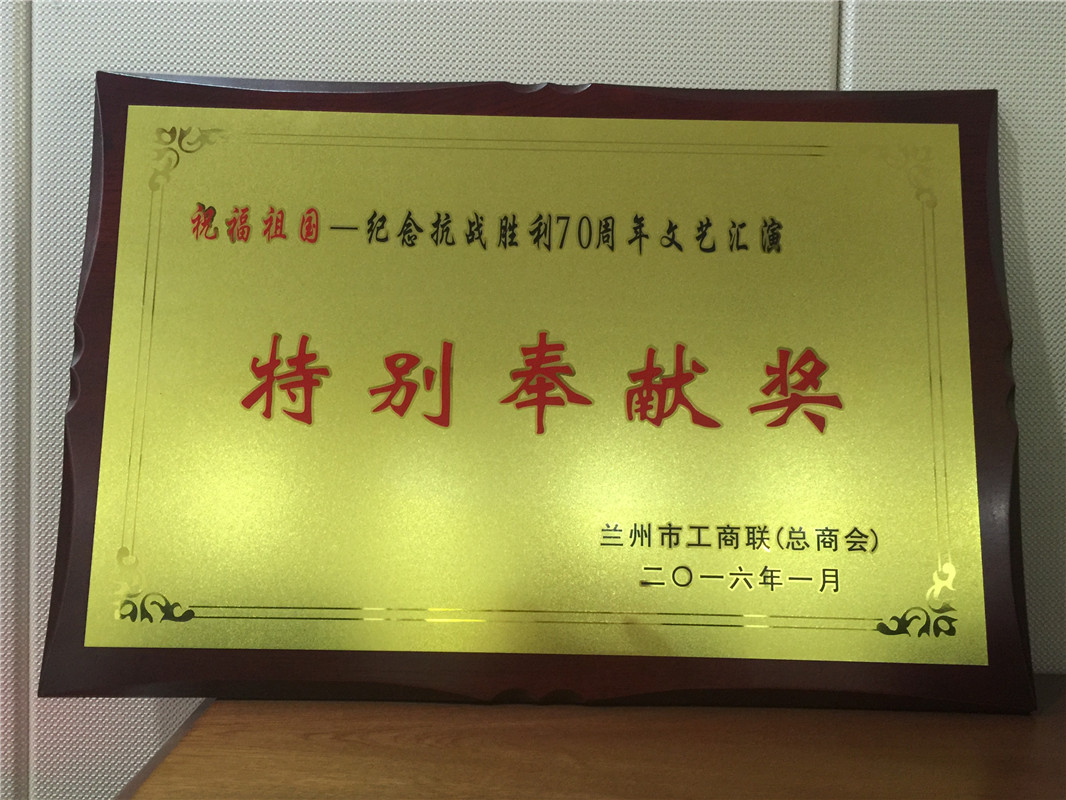 祝福祖国—纪念抗战胜利70周年文艺汇演
特别奉献奖
兰州市工商联(总商会)
二〇一六年一月